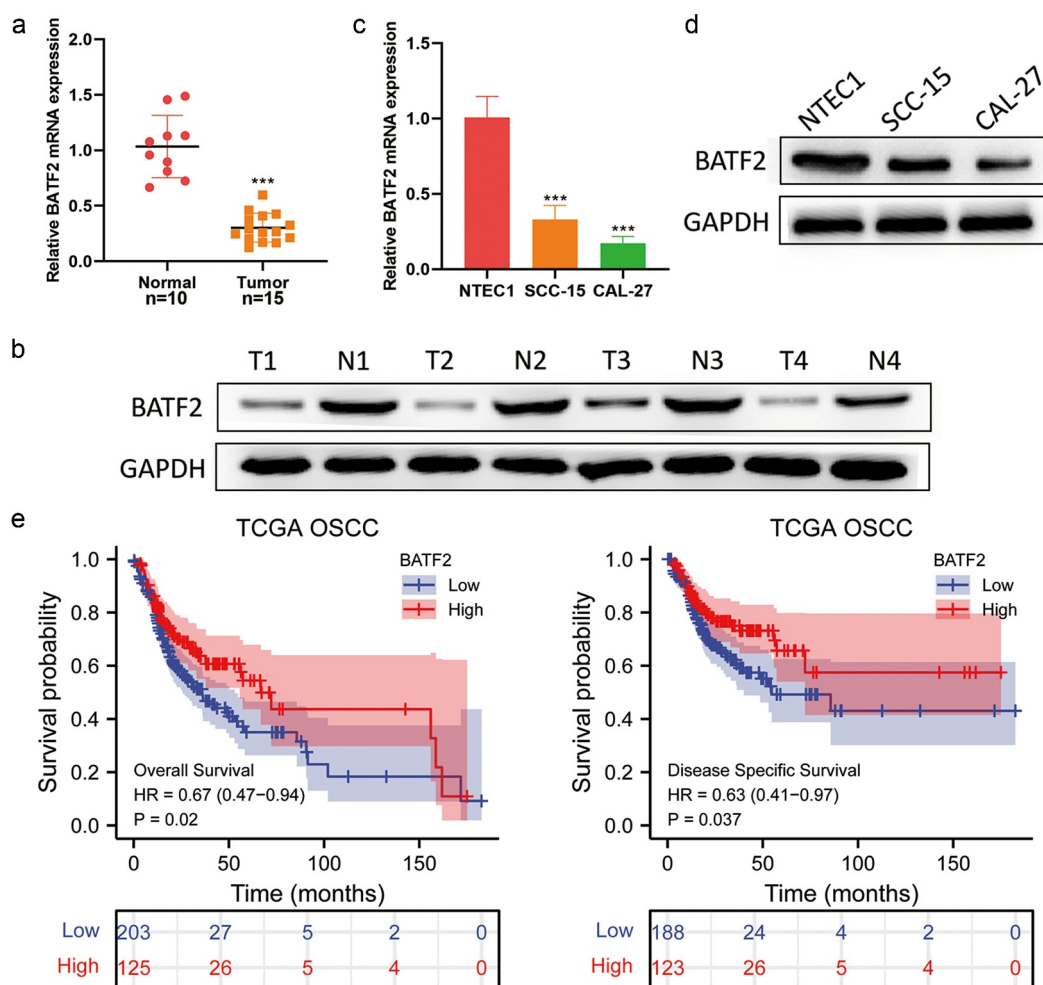 a
Relative BATF2 mRNA expression
2.0
1.5
1.0
0.5
0.0
***
Normal
n=10
Tumor
n=15
c
Relative BATF2 mRNA expression
1.5
1.0
0.5
0.0
***
***
NTEC1 SCC-15 CAL-27
d
NTEC1 SCC-15 CAL-27
BATF2
GAPDH
b
T1 N1 T2 N2 T3 N3 T4 N4
BATF2
GAPDH
e
TCGA OSCC
Survival probability
1.0
0.8
0.6
0.4
0.2
0.0
BATF2
Low
High
Overall Survival
HR = 0.67 (0.47−0.94)
P = 0.02
0 50 100 150
Time (months)
Low 203 27 5 2 0
High 125 26 5 4 0
TCGA OSCC
Survival probability
1.0
0.8
0.6
0.4
0.2
0.0
BATF2
Low
High
Disease Specific Survival
HR = 0.63 (0.41−0.97)
P = 0.037
0 50 100 150
Time (months)
Low 188 24 4 2 0
High 123 26 5 4 0